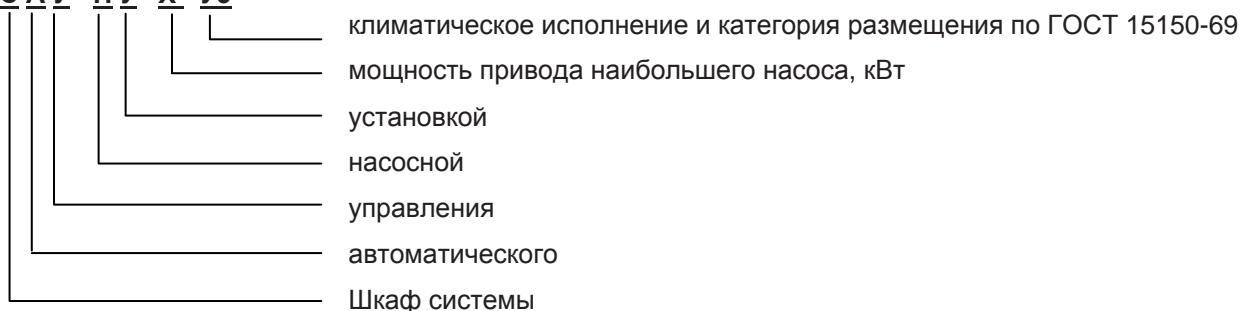 климатическое исполнение и категория размещения по ГОСТ 15150-69
мощность привода наибольшего насоса, кВт
установкой
насосной
управления
автоматического
Шкаф системы